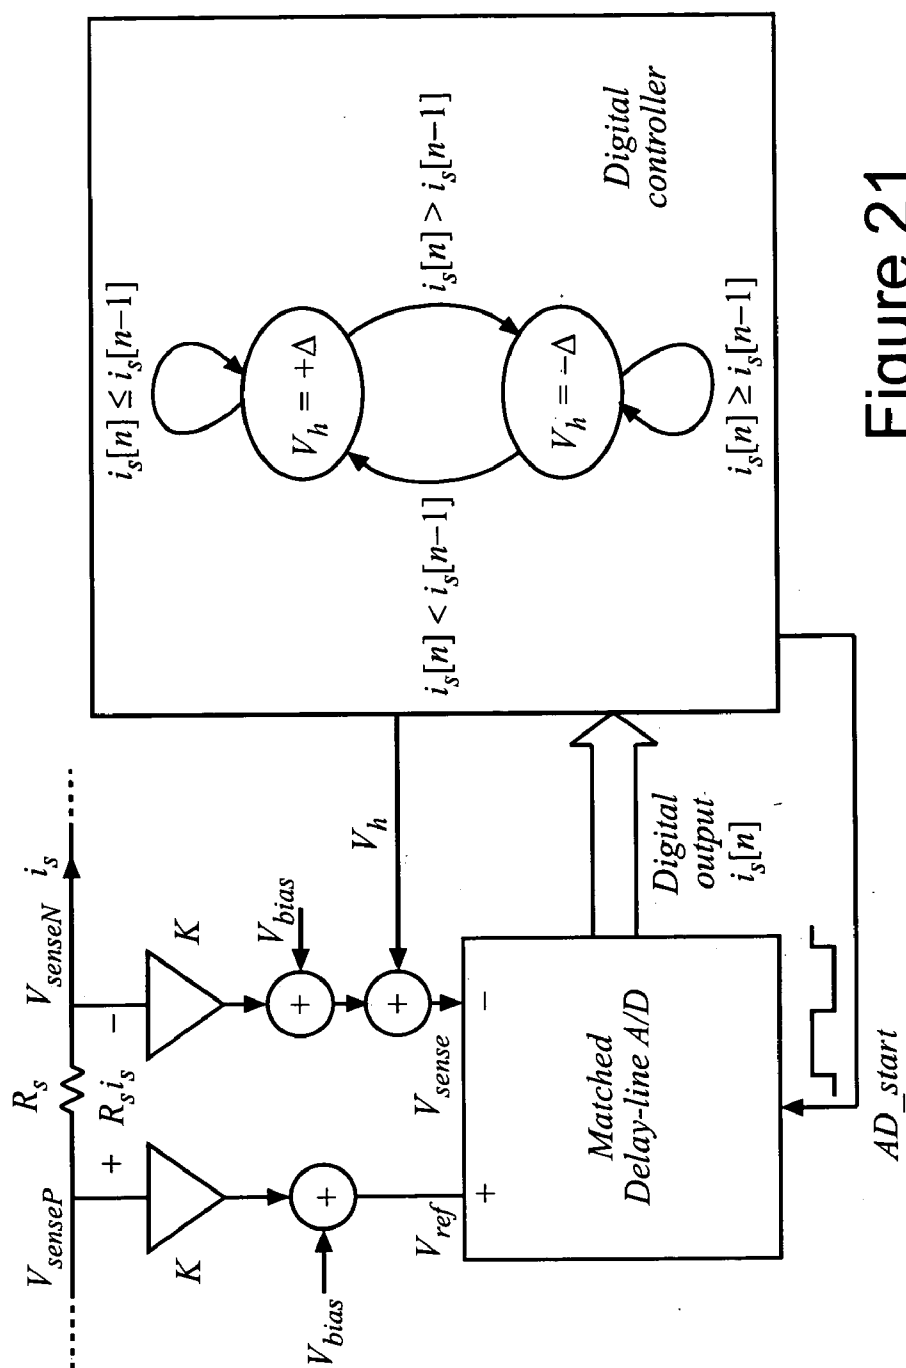 V_senseP
R_s
V_senseN
i_s
+
R_s i_s
−
K
K
V_bias
V_bias
+
+
+
V_h
V_ref
V_sense
+
−
Matched
Delay-line A/D
Digital
output
i_s[n]
AD_start
i_s[n] ≤ i_s[n−1]
V_h = +Δ
i_s[n] < i_s[n−1]
i_s[n] > i_s[n−1]
V_h = −Δ
i_s[n] ≥ i_s[n−1]
Digital
controller
Figure 21